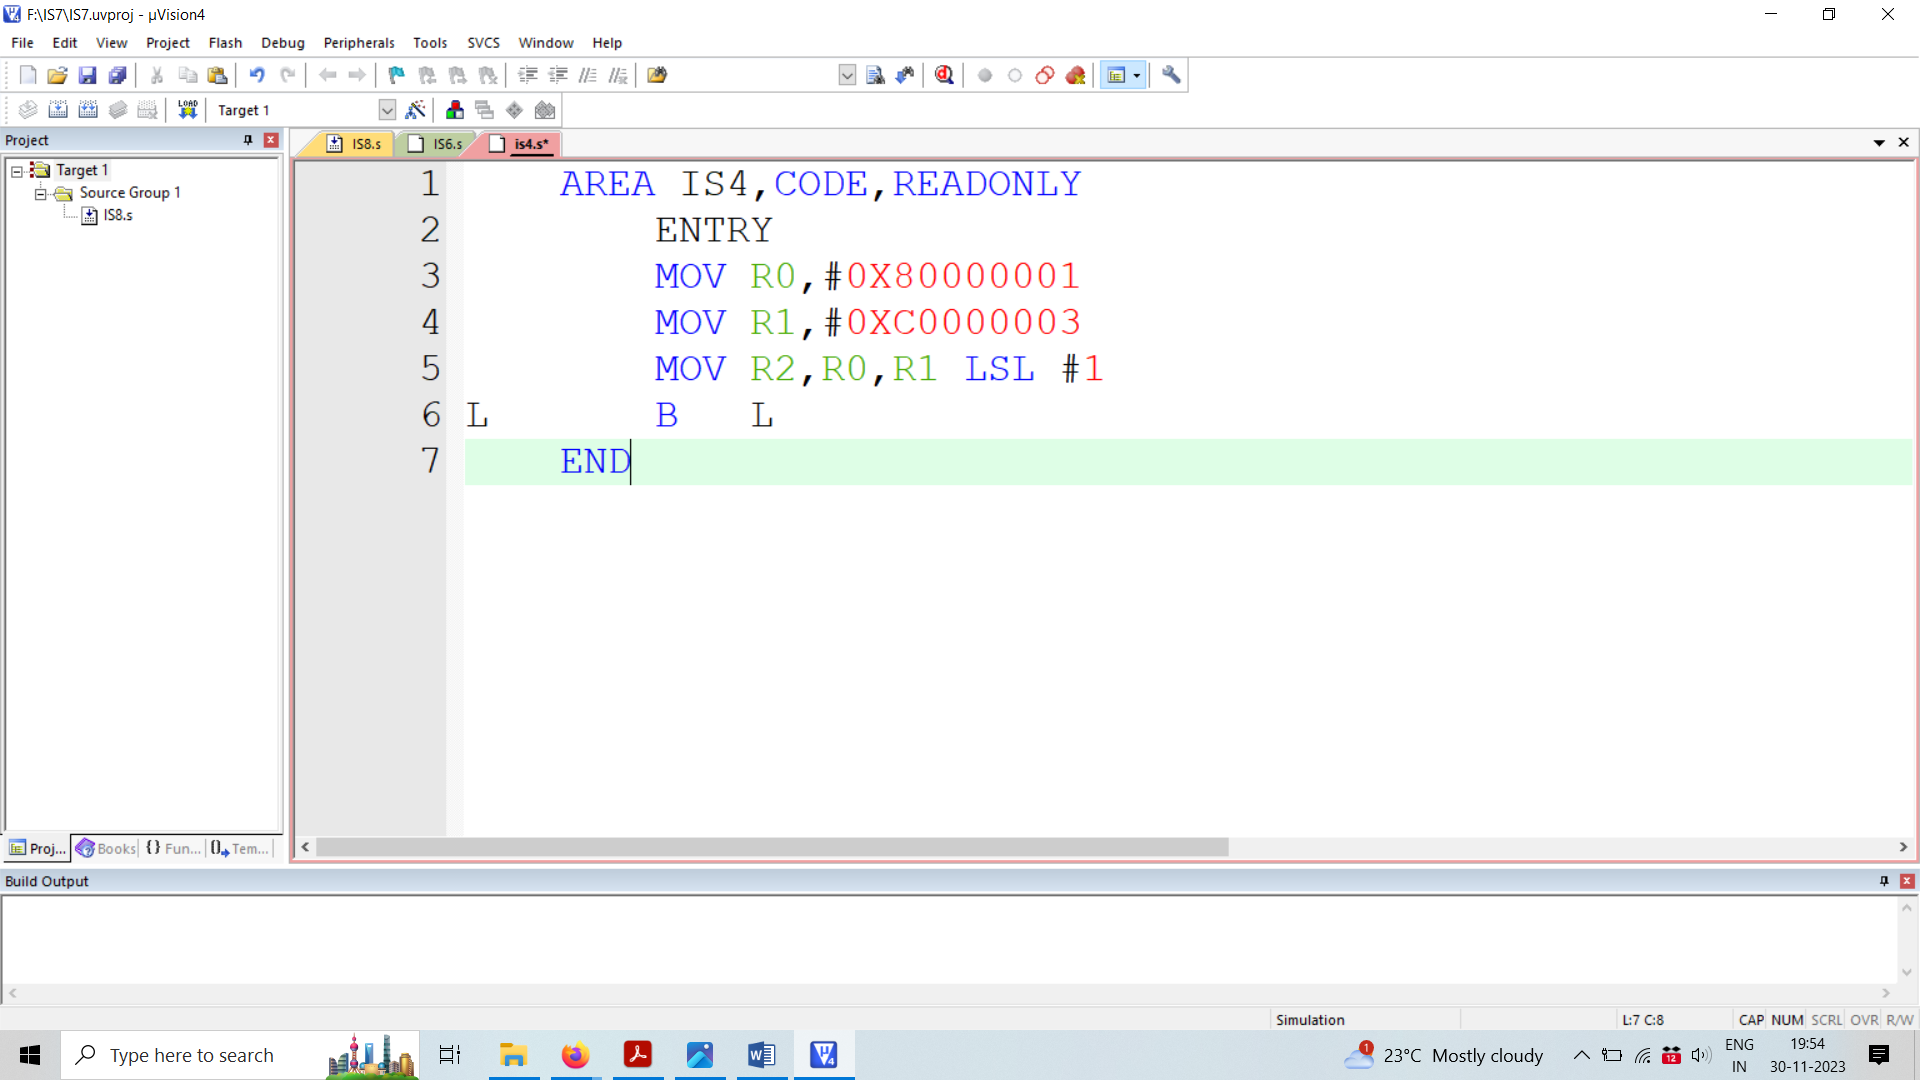 F:\IS7\IS7.uvproj - µVision4
File Edit View Project Flash Debug Peripherals Tools SVCS Window Help
LOAD Target 1
Project
IS8.s IS6.s is4.s*
Target 1
Source Group 1
IS8.s
1 AREA IS4,CODE,READONLY
2 ENTRY
3 MOV R0,#0X80000001
4 MOV R1,#0XC0000003
5 MOV R2,R0,R1 LSL #1
6 L B L
7 END
Proj... Books {} Fun... Tem...
Build Output
Simulation L:7 C:8 CAP NUM SCRL OVR R/W
Type here to search
1 23°C Mostly cloudy 12 ENG IN 19:54 30-11-2023